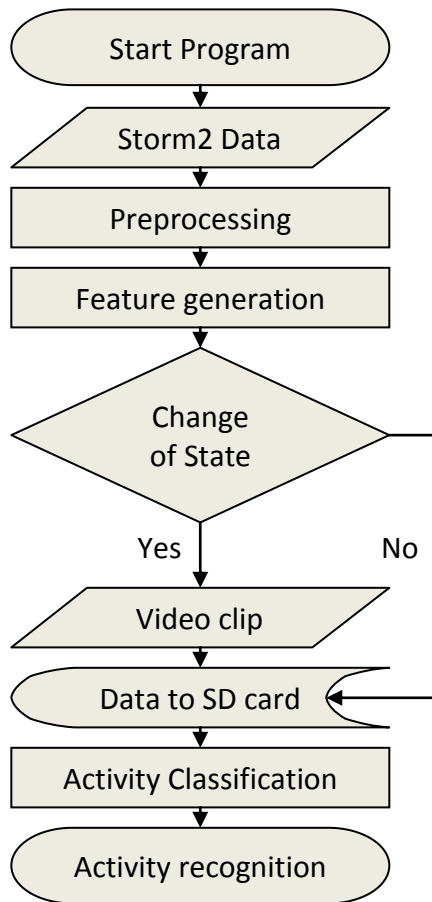 Start Program
Storm2 Data
Preprocessing
Feature generation
Change
of State
Yes
No
Video clip
Data to SD card
Activity Classification
Activity recognition